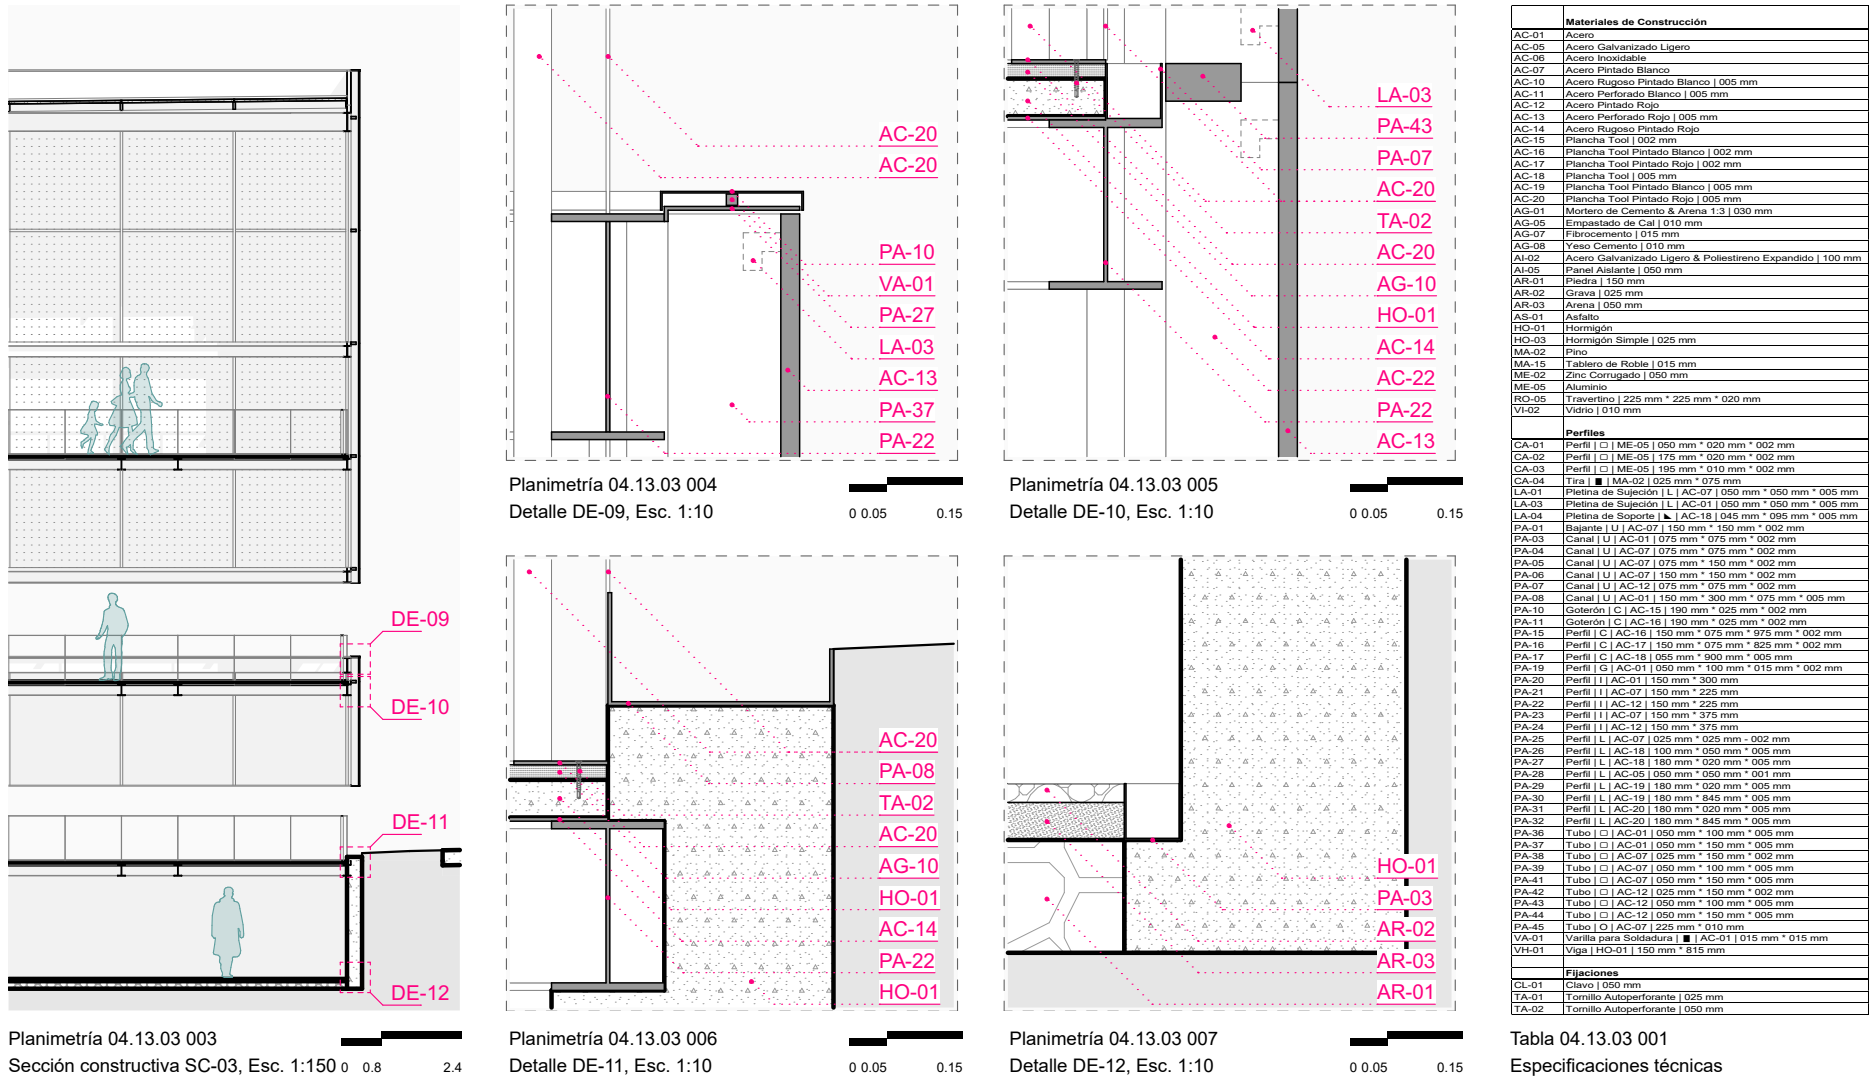 DE-09
DE-10
DE-11
DE-12
Planimetría 04.13.03 003
Sección constructiva SC-03, Esc. 1:150
0 0.8 2.4
AC-20
AC-20
PA-10
VA-01
PA-27
LA-03
AC-13
PA-37
PA-22
Planimetría 04.13.03 004
Detalle DE-09, Esc. 1:10
0 0.05 0.15
LA-03
PA-43
PA-07
AC-20
TA-02
AC-20
AG-10
HO-01
AC-14
AC-22
PA-22
AC-13
Planimetría 04.13.03 005
Detalle DE-10, Esc. 1:10
0 0.05 0.15
AC-20
PA-08
TA-02
AC-20
AG-10
HO-01
AC-14
PA-22
HO-01
Planimetría 04.13.03 006
Detalle DE-11, Esc. 1:10
0 0.05 0.15
HO-01
PA-03
AR-02
AR-03
AR-01
Planimetría 04.13.03 007
Detalle DE-12, Esc. 1:10
0 0.05 0.15
Materiales de Construcción
AC-01 Acero
AC-05 Acero Galvanizado Ligero
AC-06 Acero Inoxidable
AC-07 Acero Pintado Blanco
AC-10 Acero Rugoso Pintado Blanco | 005 mm
AC-11 Acero Perforado Blanco | 005 mm
AC-12 Acero Pintado Rojo
AC-13 Acero Perforado Rojo | 005 mm
AC-14 Acero Rugoso Pintado Rojo
AC-15 Plancha Tool | 002 mm
AC-16 Plancha Tool Pintado Blanco | 002 mm
AC-17 Plancha Tool Pintado Rojo | 002 mm
AC-18 Plancha Tool | 005 mm
AC-19 Plancha Tool Pintado Blanco | 005 mm
AC-20 Plancha Tool Pintado Rojo | 005 mm
AG-01 Mortero de Cemento & Arena 1:3 | 030 mm
AG-05 Empastado de Cal | 010 mm
AG-07 Fibrocemento | 015 mm
AG-08 Yeso Cemento | 010 mm
AI-02 Acero Galvanizado Ligero & Poliestireno Expandido | 100 mm
AI-05 Panel Aislante | 050 mm
AR-01 Piedra | 150 mm
AR-02 Grava | 025 mm
AR-03 Arena | 050 mm
AS-01 Asfalto
HO-01 Hormigón
HO-03 Hormigón Simple | 025 mm
MA-02 Pino
MA-15 Tablero de Roble | 015 mm
ME-02 Zinc Corrugado | 050 mm
ME-05 Aluminio
RO-05 Travertino | 225 mm * 225 mm * 020 mm
VI-02 Vidrio | 010 mm
Perfiles
CA-01 Perfil | ▢ | ME-05 | 050 mm * 020 mm * 002 mm
CA-02 Perfil | ▢ | ME-05 | 175 mm * 020 mm * 002 mm
CA-03 Perfil | ▢ | ME-05 | 195 mm * 010 mm * 002 mm
CA-04 Tira | ■ | MA-02 | 025 mm * 075 mm
LA-01 Pletina de Sujeción | L | AC-07 | 050 mm * 050 mm * 005 mm
LA-03 Pletina de Sujeción | L | AC-01 | 050 mm * 050 mm * 005 mm
LA-04 Pletina de Soporte | ◣ | AC-18 | 045 mm * 095 mm * 005 mm
PA-01 Bajante | U | AC-07 | 150 mm * 150 mm * 002 mm
PA-03 Canal | U | AC-01 | 075 mm * 075 mm * 002 mm
PA-04 Canal | U | AC-07 | 075 mm * 075 mm * 002 mm
PA-05 Canal | U | AC-07 | 075 mm * 150 mm * 002 mm
PA-06 Canal | U | AC-07 | 150 mm * 150 mm * 002 mm
PA-07 Canal | U | AC-12 | 075 mm * 075 mm * 002 mm
PA-08 Canal | U | AC-01 | 150 mm * 300 mm * 075 mm * 005 mm
PA-10 Goterón | C | AC-15 | 190 mm * 025 mm * 002 mm
PA-11 Goterón | C | AC-16 | 190 mm * 025 mm * 002 mm
PA-15 Perfil | C | AC-16 | 150 mm * 075 mm * 975 mm * 002 mm
PA-16 Perfil | C | AC-17 | 150 mm * 075 mm * 825 mm * 002 mm
PA-17 Perfil | C | AC-18 | 055 mm * 900 mm * 005 mm
PA-19 Perfil | G | AC-01 | 050 mm * 100 mm * 015 mm * 002 mm
PA-20 Perfil | I | AC-01 | 150 mm * 300 mm
PA-21 Perfil | I | AC-07 | 150 mm * 225 mm
PA-22 Perfil | I | AC-12 | 150 mm * 225 mm
PA-23 Perfil | I | AC-07 | 150 mm * 375 mm
PA-24 Perfil | I | AC-12 | 150 mm * 375 mm
PA-25 Perfil | L | AC-07 | 025 mm * 025 mm - 002 mm
PA-26 Perfil | L | AC-18 | 100 mm * 050 mm * 005 mm
PA-27 Perfil | L | AC-18 | 180 mm * 020 mm * 005 mm
PA-28 Perfil | L | AC-05 | 050 mm * 050 mm * 001 mm
PA-29 Perfil | L | AC-19 | 180 mm * 020 mm * 005 mm
PA-30 Perfil | L | AC-19 | 180 mm * 845 mm * 005 mm
PA-31 Perfil | L | AC-20 | 180 mm * 020 mm * 005 mm
PA-32 Perfil | L | AC-20 | 180 mm * 845 mm * 005 mm
PA-36 Tubo | ▢ | AC-01 | 050 mm * 100 mm * 005 mm
PA-37 Tubo | ▢ | AC-01 | 050 mm * 150 mm * 005 mm
PA-38 Tubo | ▢ | AC-07 | 025 mm * 150 mm * 002 mm
PA-39 Tubo | ▢ | AC-07 | 050 mm * 100 mm * 005 mm
PA-41 Tubo | ▢ | AC-07 | 050 mm * 150 mm * 005 mm
PA-42 Tubo | ▢ | AC-12 | 025 mm * 150 mm * 002 mm
PA-43 Tubo | ▢ | AC-12 | 050 mm * 100 mm * 005 mm
PA-44 Tubo | ▢ | AC-12 | 050 mm * 150 mm * 005 mm
PA-45 Tubo | O | AC-07 | 225 mm * 010 mm
VA-01 Varilla para Soldadura | ■ | AC-01 | 015 mm * 015 mm
VH-01 Viga | HO-01 | 150 mm * 815 mm
Fijaciones
CL-01 Clavo | 050 mm
TA-01 Tornillo Autoperforante | 025 mm
TA-02 Tornillo Autoperforante | 050 mm
Tabla 04.13.03 001
Especificaciones técnicas